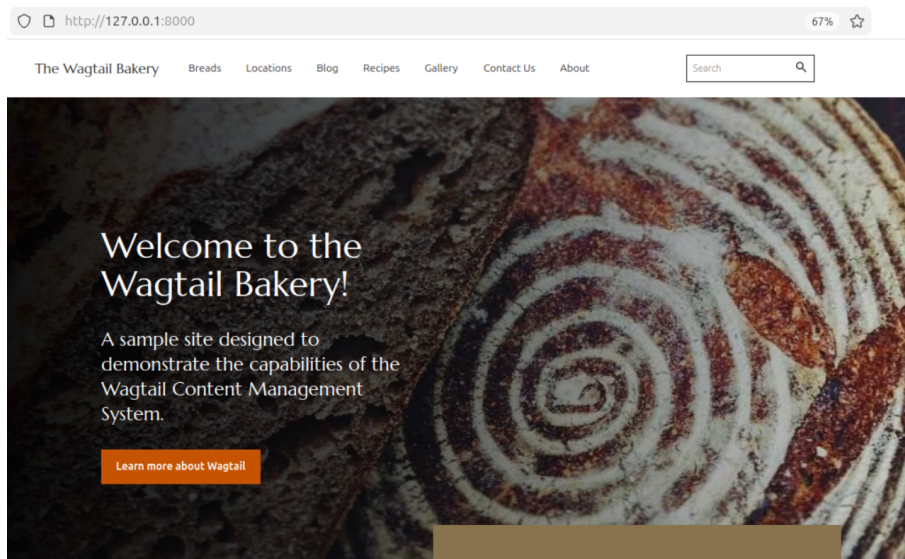 http://127.0.0.1:8000
67%
The Wagtail Bakery Breads Locations Blog Recipes Gallery Contact Us About Search
Welcome to the
Wagtail Bakery!
A sample site designed to
demonstrate the capabilities of the
Wagtail Content Management
System.
Learn more about Wagtail